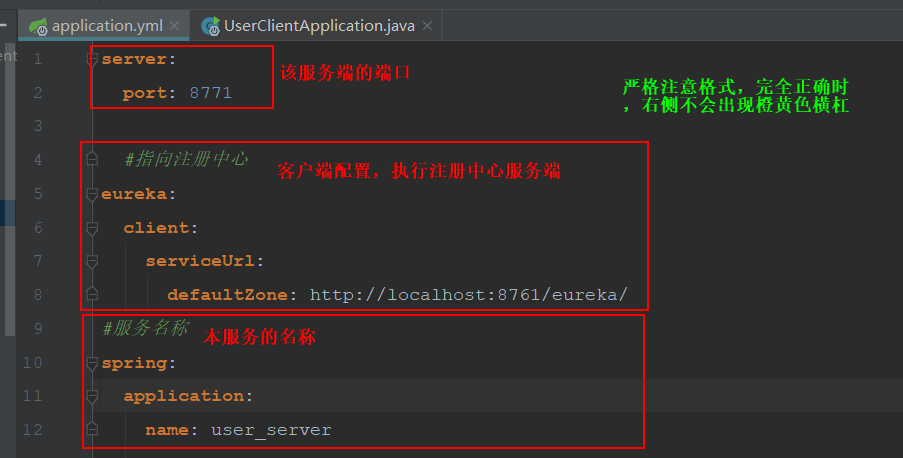 application.yml
UserClientApplication.java
ent
1 server:
该服务端的端口
2 port: 8771
严格注意格式，完全正确时
，右侧不会出现橙黄色横杠
3
4 #指向注册中心
客户端配置，执行注册中心服务端
5 eureka:
6 client:
7 serviceUrl:
8 defaultZone: http://localhost:8761/eureka/
9 #服务名称
本服务的名称
10 spring:
11 application:
12 name: user_server